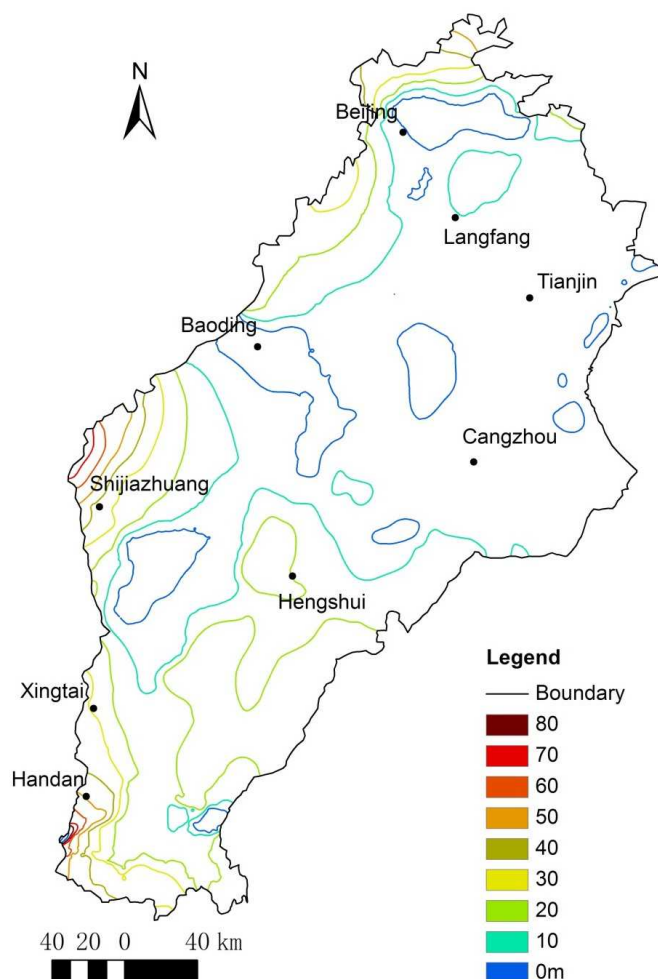 N
Beijing
Langfang
Tianjin
Baoding
Cangzhou
Shijiazhuang
Hengshui
Xingtai
Handan
Legend
Boundary
80
70
60
50
40
30
20
10
0m
40 20 0 40 km